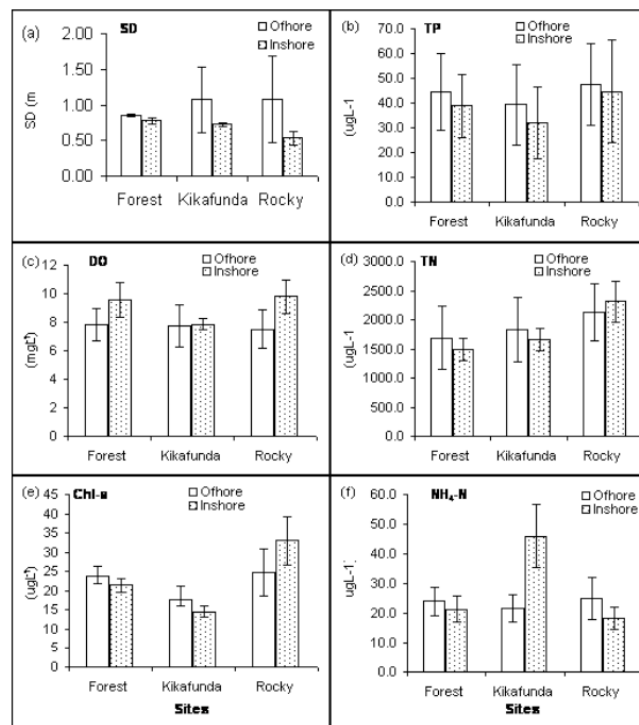 (a) SD
Ofhore
Inshore
SD (m
2.00
1.50
1.00
0.50
0.00
Forest Kikafunda Rocky
(b) TP
Ofhore
Inshore
(ugL-1
80.0
70.0
60.0
50.0
40.0
30.0
20.0
10.0
0.0
Forest Kikafunda Rocky
(c) DO
Ofhore
Inshore
(mgL
12
10
8
6
4
2
0
Forest Kikafunda Rocky
(d) TN
Ofhore
Inshore
(ugL-1
3000.0
2500.0
2000.0
1500.0
1000.0
500.0
0.0
Forest Kikafunda Rocky
(e) Chl-a
Ofhore
Inshore
(ugL
45
40
35
30
25
20
15
10
5
0
Forest Kikafunda Rocky
Sites
(f) NH₄-N
Ofhore
Inshore
ugL-1)
60.0
50.0
40.0
30.0
20.0
10.0
0.0
Forest Kikafunda Rocky
Sites